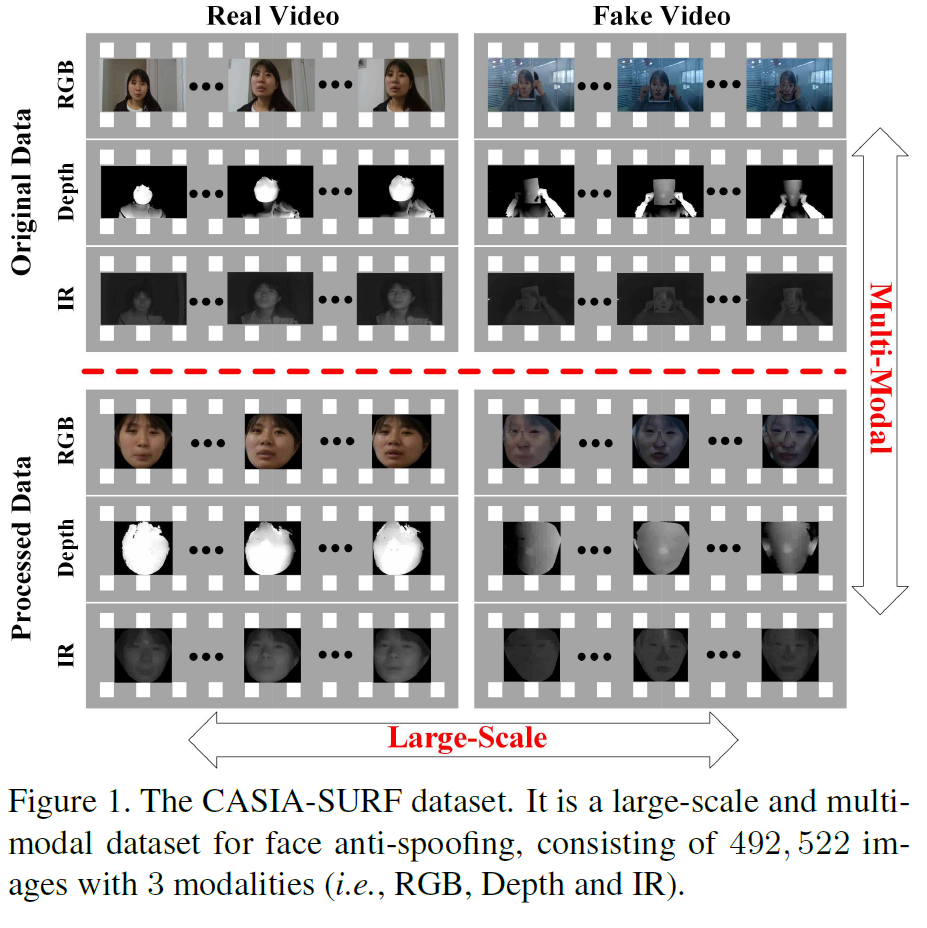 Real Video
Fake Video
Original Data
RGB
Depth
IR
Multi-Modal
Processed Data
RGB
Depth
IR
Large-Scale
Figure 1. The CASIA-SURF dataset. It is a large-scale and multi-
modal dataset for face anti-spoofing, consisting of 492, 522 im-
ages with 3 modalities (i.e., RGB, Depth and IR).